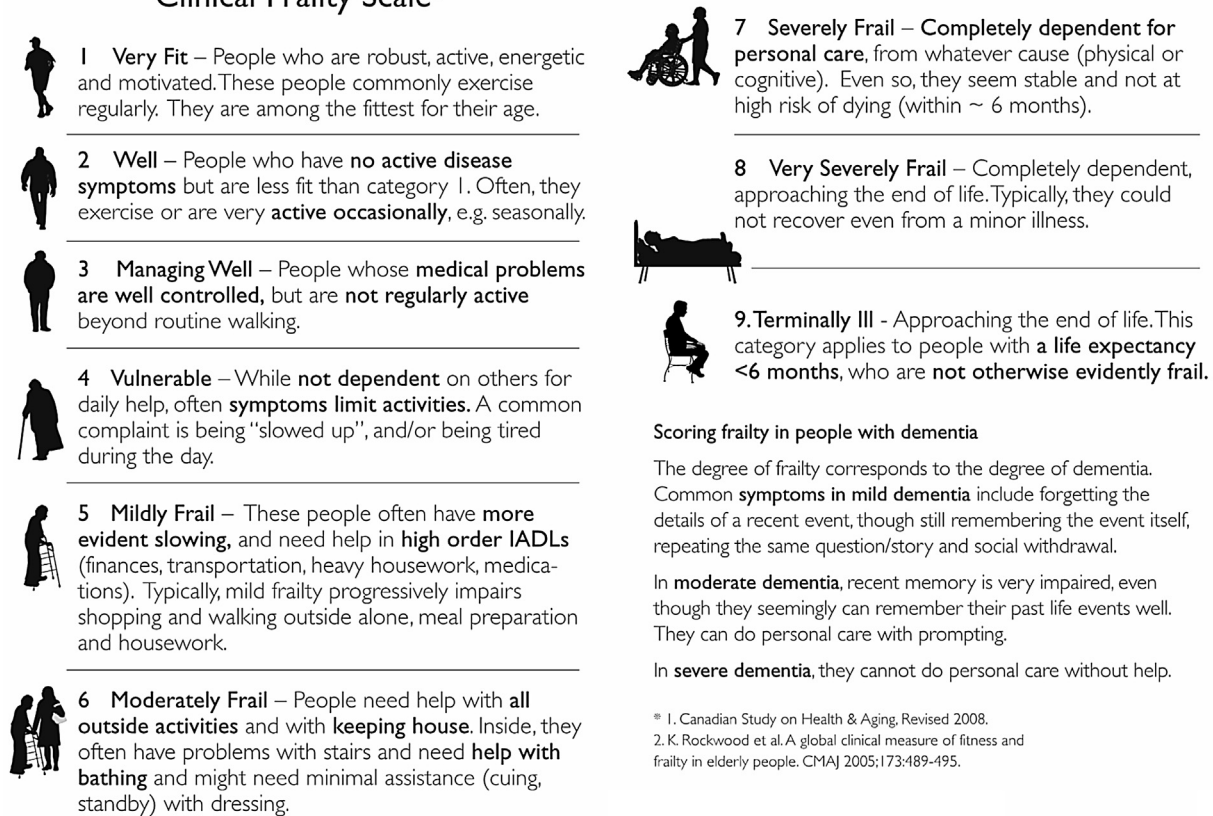 Clinical Frailty Scale
1 Very Fit – People who are robust, active, energetic
and motivated. These people commonly exercise
regularly. They are among the fittest for their age.
2 Well – People who have no active disease
symptoms but are less fit than category 1. Often, they
exercise or are very active occasionally, e.g. seasonally.
3 Managing Well – People whose medical problems
are well controlled, but are not regularly active
beyond routine walking.
4 Vulnerable – While not dependent on others for
daily help, often symptoms limit activities. A common
complaint is being “slowed up”, and/or being tired
during the day.
5 Mildly Frail – These people often have more
evident slowing, and need help in high order IADLs
(finances, transportation, heavy housework, medica-
tions). Typically, mild frailty progressively impairs
shopping and walking outside alone, meal preparation
and housework.
6 Moderately Frail – People need help with all
outside activities and with keeping house. Inside, they
often have problems with stairs and need help with
bathing and might need minimal assistance (cuing,
standby) with dressing.
7 Severely Frail – Completely dependent for
personal care, from whatever cause (physical or
cognitive). Even so, they seem stable and not at
high risk of dying (within ~ 6 months).
8 Very Severely Frail – Completely dependent,
approaching the end of life. Typically, they could
not recover even from a minor illness.
9. Terminally Ill - Approaching the end of life. This
category applies to people with a life expectancy
<6 months, who are not otherwise evidently frail.
Scoring frailty in people with dementia
The degree of frailty corresponds to the degree of dementia.
Common symptoms in mild dementia include forgetting the
details of a recent event, though still remembering the event itself,
repeating the same question/story and social withdrawal.
In moderate dementia, recent memory is very impaired, even
though they seemingly can remember their past life events well.
They can do personal care with prompting.
In severe dementia, they cannot do personal care without help.
* 1. Canadian Study on Health & Aging, Revised 2008.
2. K. Rockwood et al. A global clinical measure of fitness and
frailty in elderly people. CMAJ 2005;173:489-495.